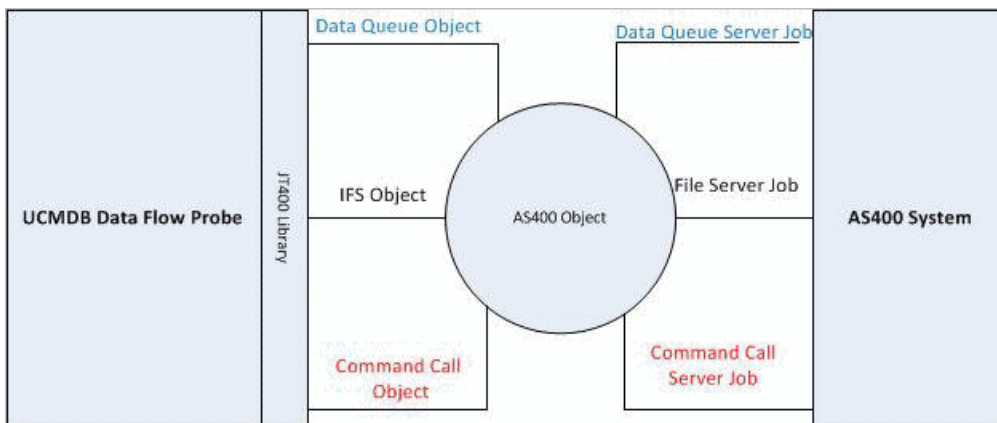 Data Queue Object
Data Queue Server Job
UCMDB Data Flow Probe
JT400 Library
IFS Object
AS400 Object
File Server Job
AS400 System
Command Call
Object
Command Call
Server Job